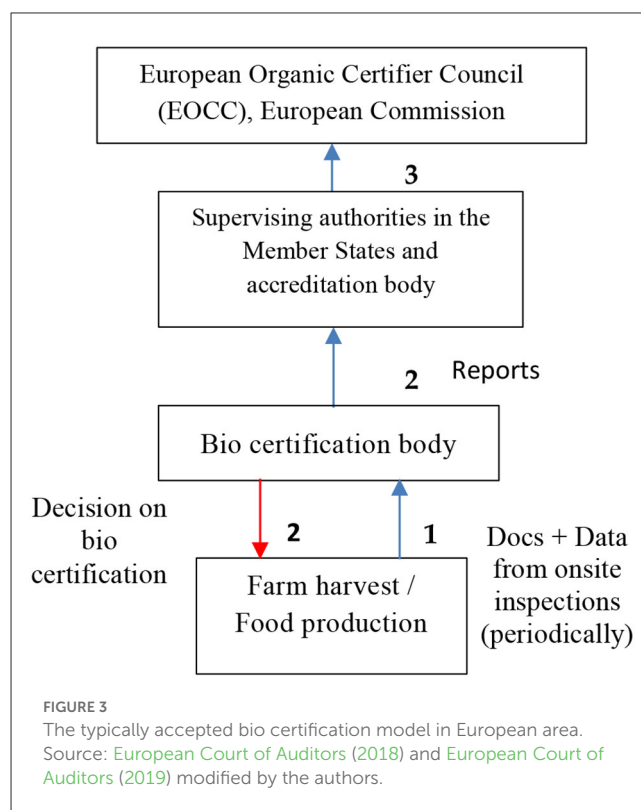 European Organic Certifier Council
(EOCC), European Commission
3
Supervising authorities in the
Member States and
accreditation body
2 Reports
Bio certification body
Decision on
bio
certification
2
1
Docs + Data
from onsite
inspections
(periodically)
Farm harvest /
Food production
FIGURE 3
The typically accepted bio certification model in European area.
Source: European Court of Auditors (2018) and European Court of
Auditors (2019) modified by the authors.